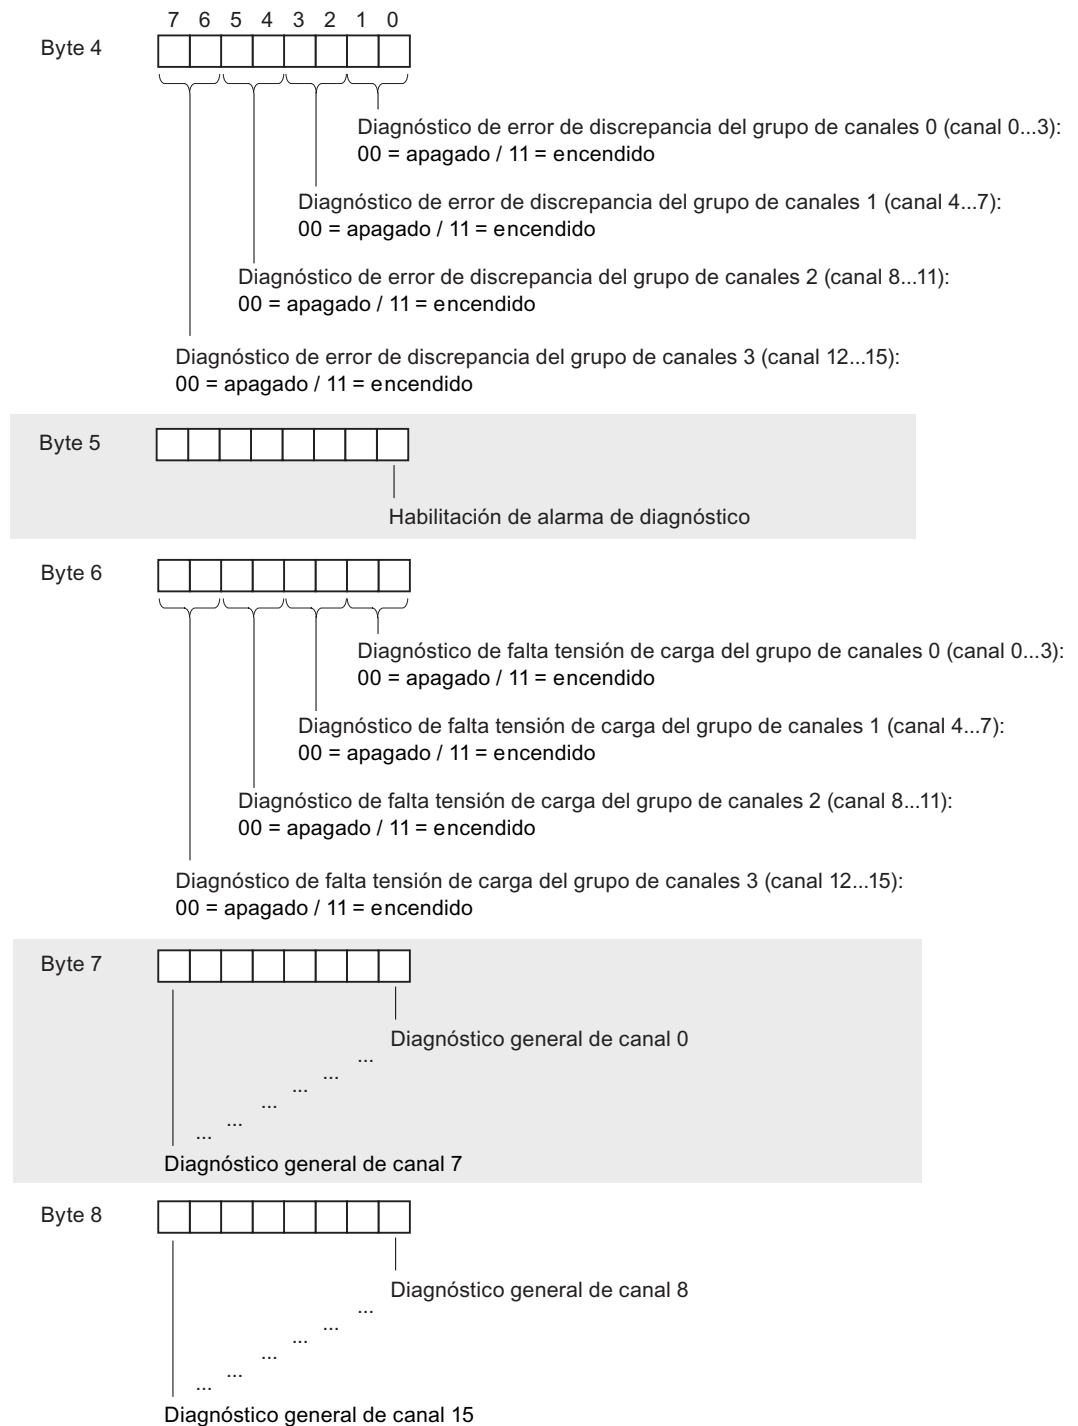 7 6 5 4 3 2 1 0
Byte 4
Diagnóstico de error de discrepancia del grupo de canales 0 (canal 0...3):
00 = apagado / 11 = encendido
Diagnóstico de error de discrepancia del grupo de canales 1 (canal 4...7):
00 = apagado / 11 = encendido
Diagnóstico de error de discrepancia del grupo de canales 2 (canal 8...11):
00 = apagado / 11 = encendido
Diagnóstico de error de discrepancia del grupo de canales 3 (canal 12...15):
00 = apagado / 11 = encendido
Byte 5
Habilitación de alarma de diagnóstico
Byte 6
Diagnóstico de falta tensión de carga del grupo de canales 0 (canal 0...3):
00 = apagado / 11 = encendido
Diagnóstico de falta tensión de carga del grupo de canales 1 (canal 4...7):
00 = apagado / 11 = encendido
Diagnóstico de falta tensión de carga del grupo de canales 2 (canal 8...11):
00 = apagado / 11 = encendido
Diagnóstico de falta tensión de carga del grupo de canales 3 (canal 12...15):
00 = apagado / 11 = encendido
Byte 7
Diagnóstico general de canal 0
...
...
...
...
...
...
Diagnóstico general de canal 7
Byte 8
Diagnóstico general de canal 8
...
...
...
...
...
...
Diagnóstico general de canal 15